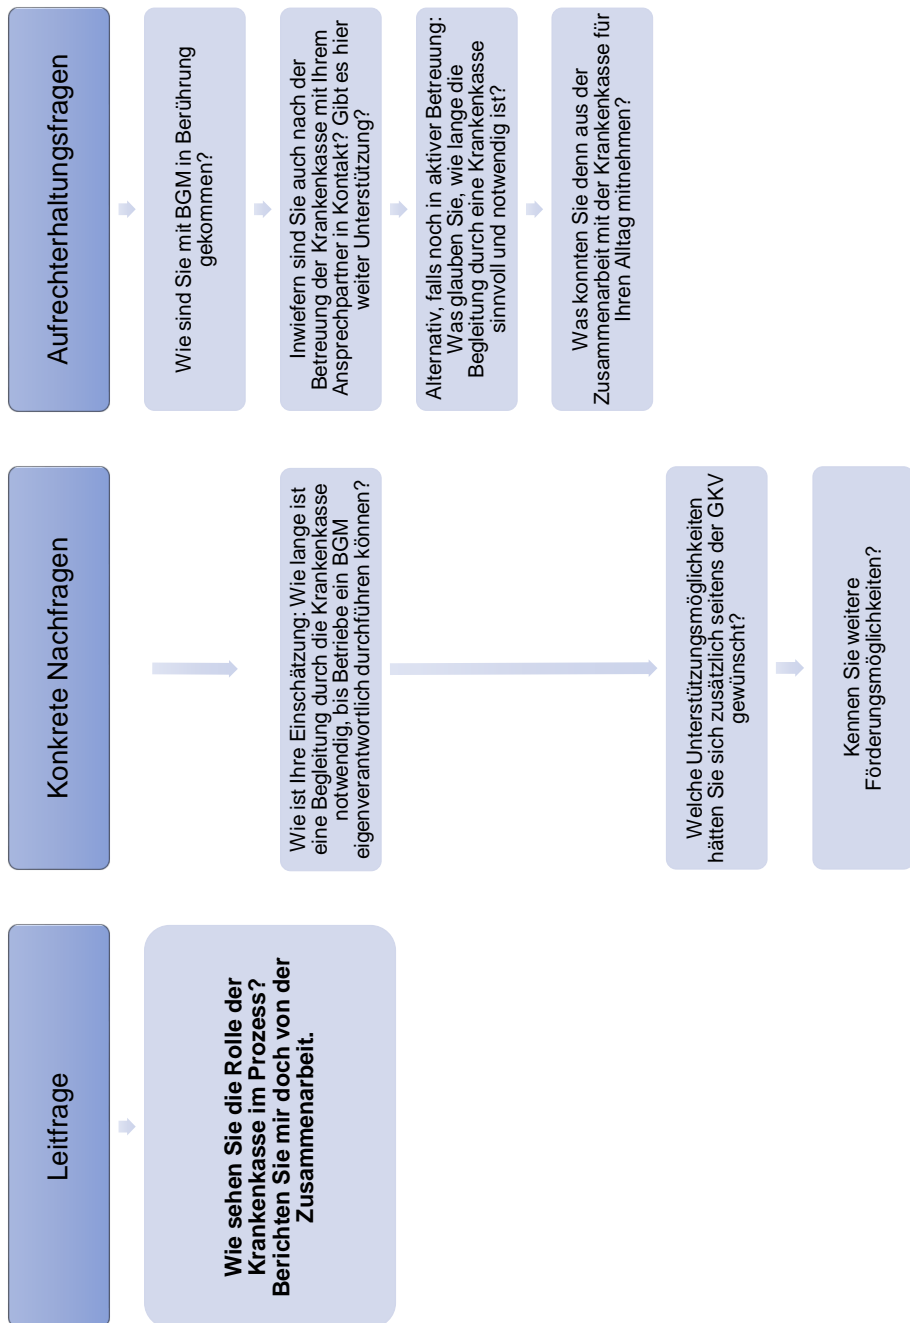 Leitfrage
Wie sehen Sie die Rolle der
Krankenkasse im Prozess?
Berichten Sie mir doch von der
Zusammenarbeit.
Konkrete Nachfragen
Wie ist Ihre Einschätzung: Wie lange ist
eine Begleitung durch die Krankenkasse
notwendig, bis Betriebe ein BGM
eigenverantwortlich durchführen können?
Welche Unterstützungsmöglichkeiten
hätten Sie sich zusätzlich seitens der GKV
gewünscht?
Kennen Sie weitere
Förderungsmöglichkeiten?
Aufrechterhaltungsfragen
Wie sind Sie mit BGM in Berührung
gekommen?
Inwiefern sind Sie auch nach der
Betreuung der Krankenkasse mit Ihrem
Ansprechpartner in Kontakt? Gibt es hier
weiter Unterstützung?
Alternativ, falls noch in aktiver Betreuung:
Was glauben Sie, wie lange die
Begleitung durch eine Krankenkasse
sinnvoll und notwendig ist?
Was konnten Sie denn aus der
Zusammenarbeit mit der Krankenkasse für
Ihren Alltag mitnehmen?